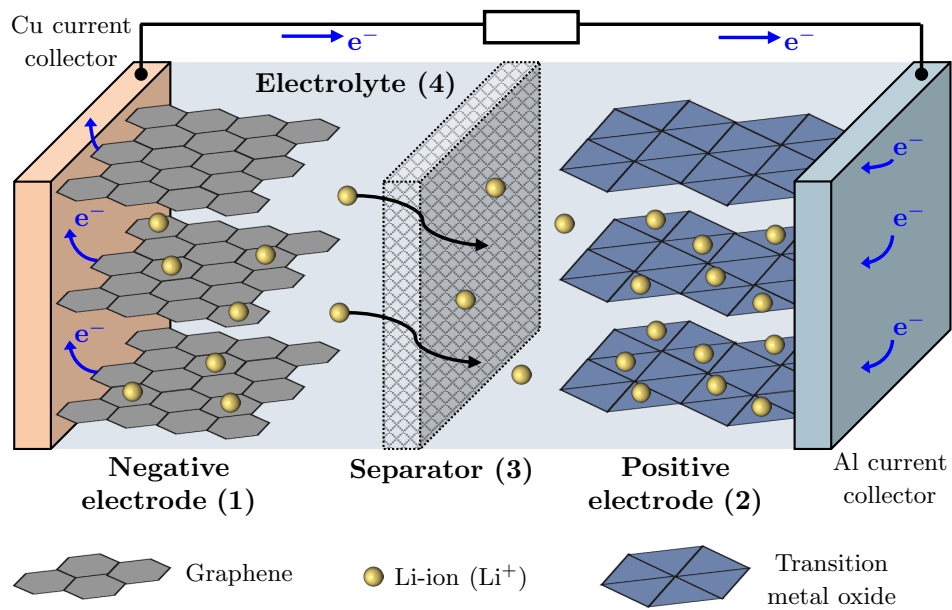 Cu current
collector
e⁻
e⁻
Electrolyte (4)
e⁻
e⁻
e⁻
e⁻
e⁻
Negative
electrode (1)
Separator (3)
Positive
electrode (2)
Al current
collector
Graphene
Li-ion (Li⁺)
Transition
metal oxide